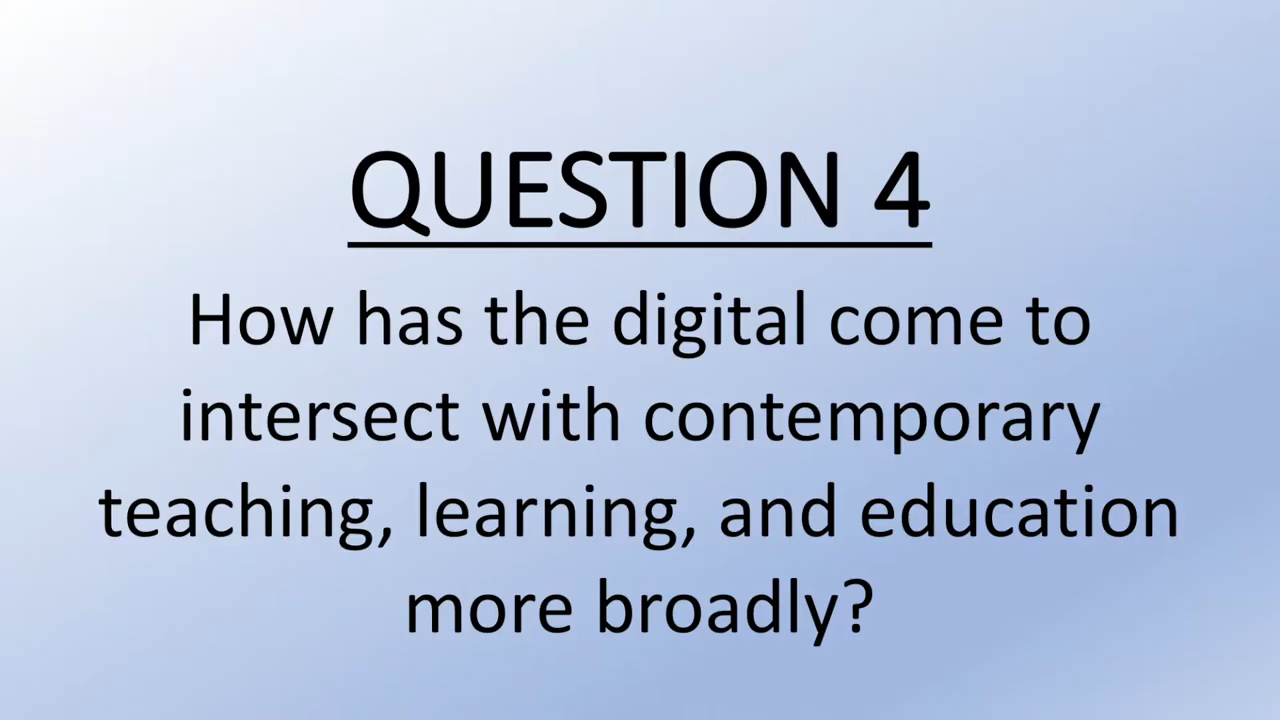 QUESTION 4
How has the digital come to
intersect with contemporary
teaching, learning, and education
more broadly?